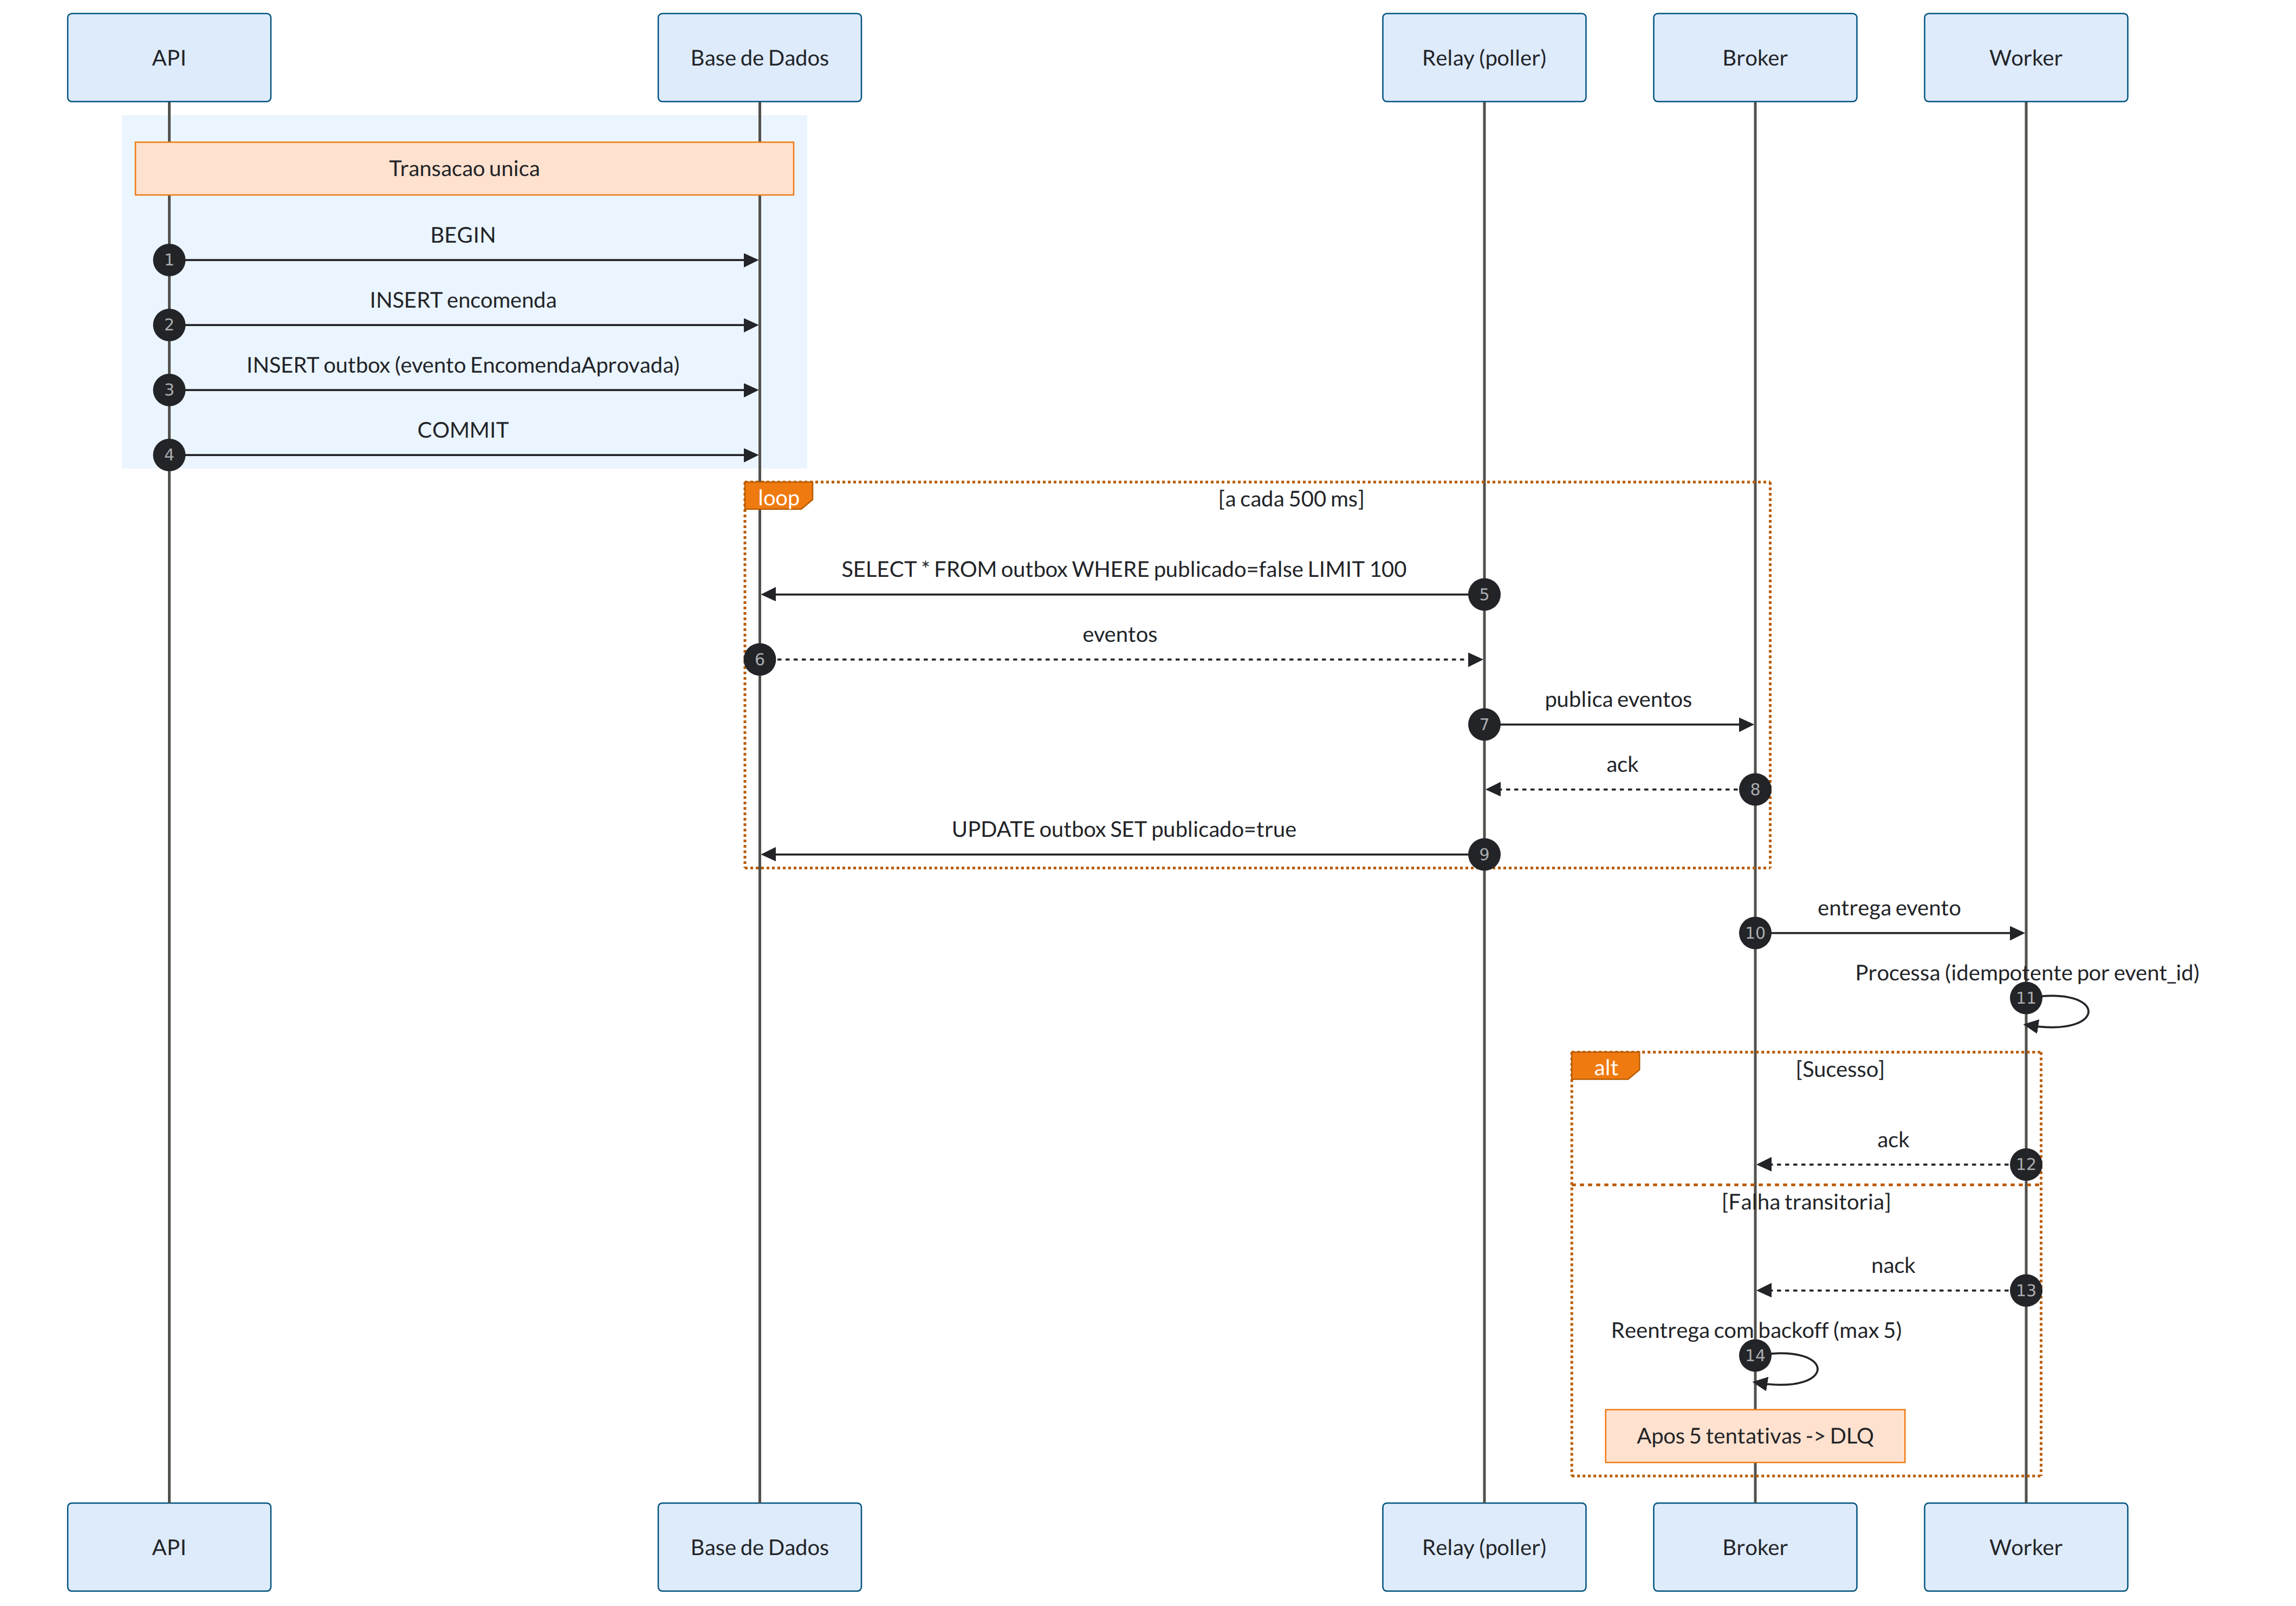 API
Base de Dados
Relay (poller)
Broker
Worker
Transacao unica
BEGIN
1
INSERT encomenda
2
INSERT outbox (evento EncomendaAprovada)
3
COMMIT
4
loop
[a cada 500 ms]
SELECT * FROM outbox WHERE publicado=false LIMIT 100
5
eventos
6
publica eventos
7
ack
8
UPDATE outbox SET publicado=true
9
entrega evento
10
Processa (idempotente por event_id)
11
alt
[Sucesso]
ack
12
[Falha transitoria]
nack
13
Reentrega com backoff (max 5)
14
Apos 5 tentativas -> DLQ
API
Base de Dados
Relay (poller)
Broker
Worker